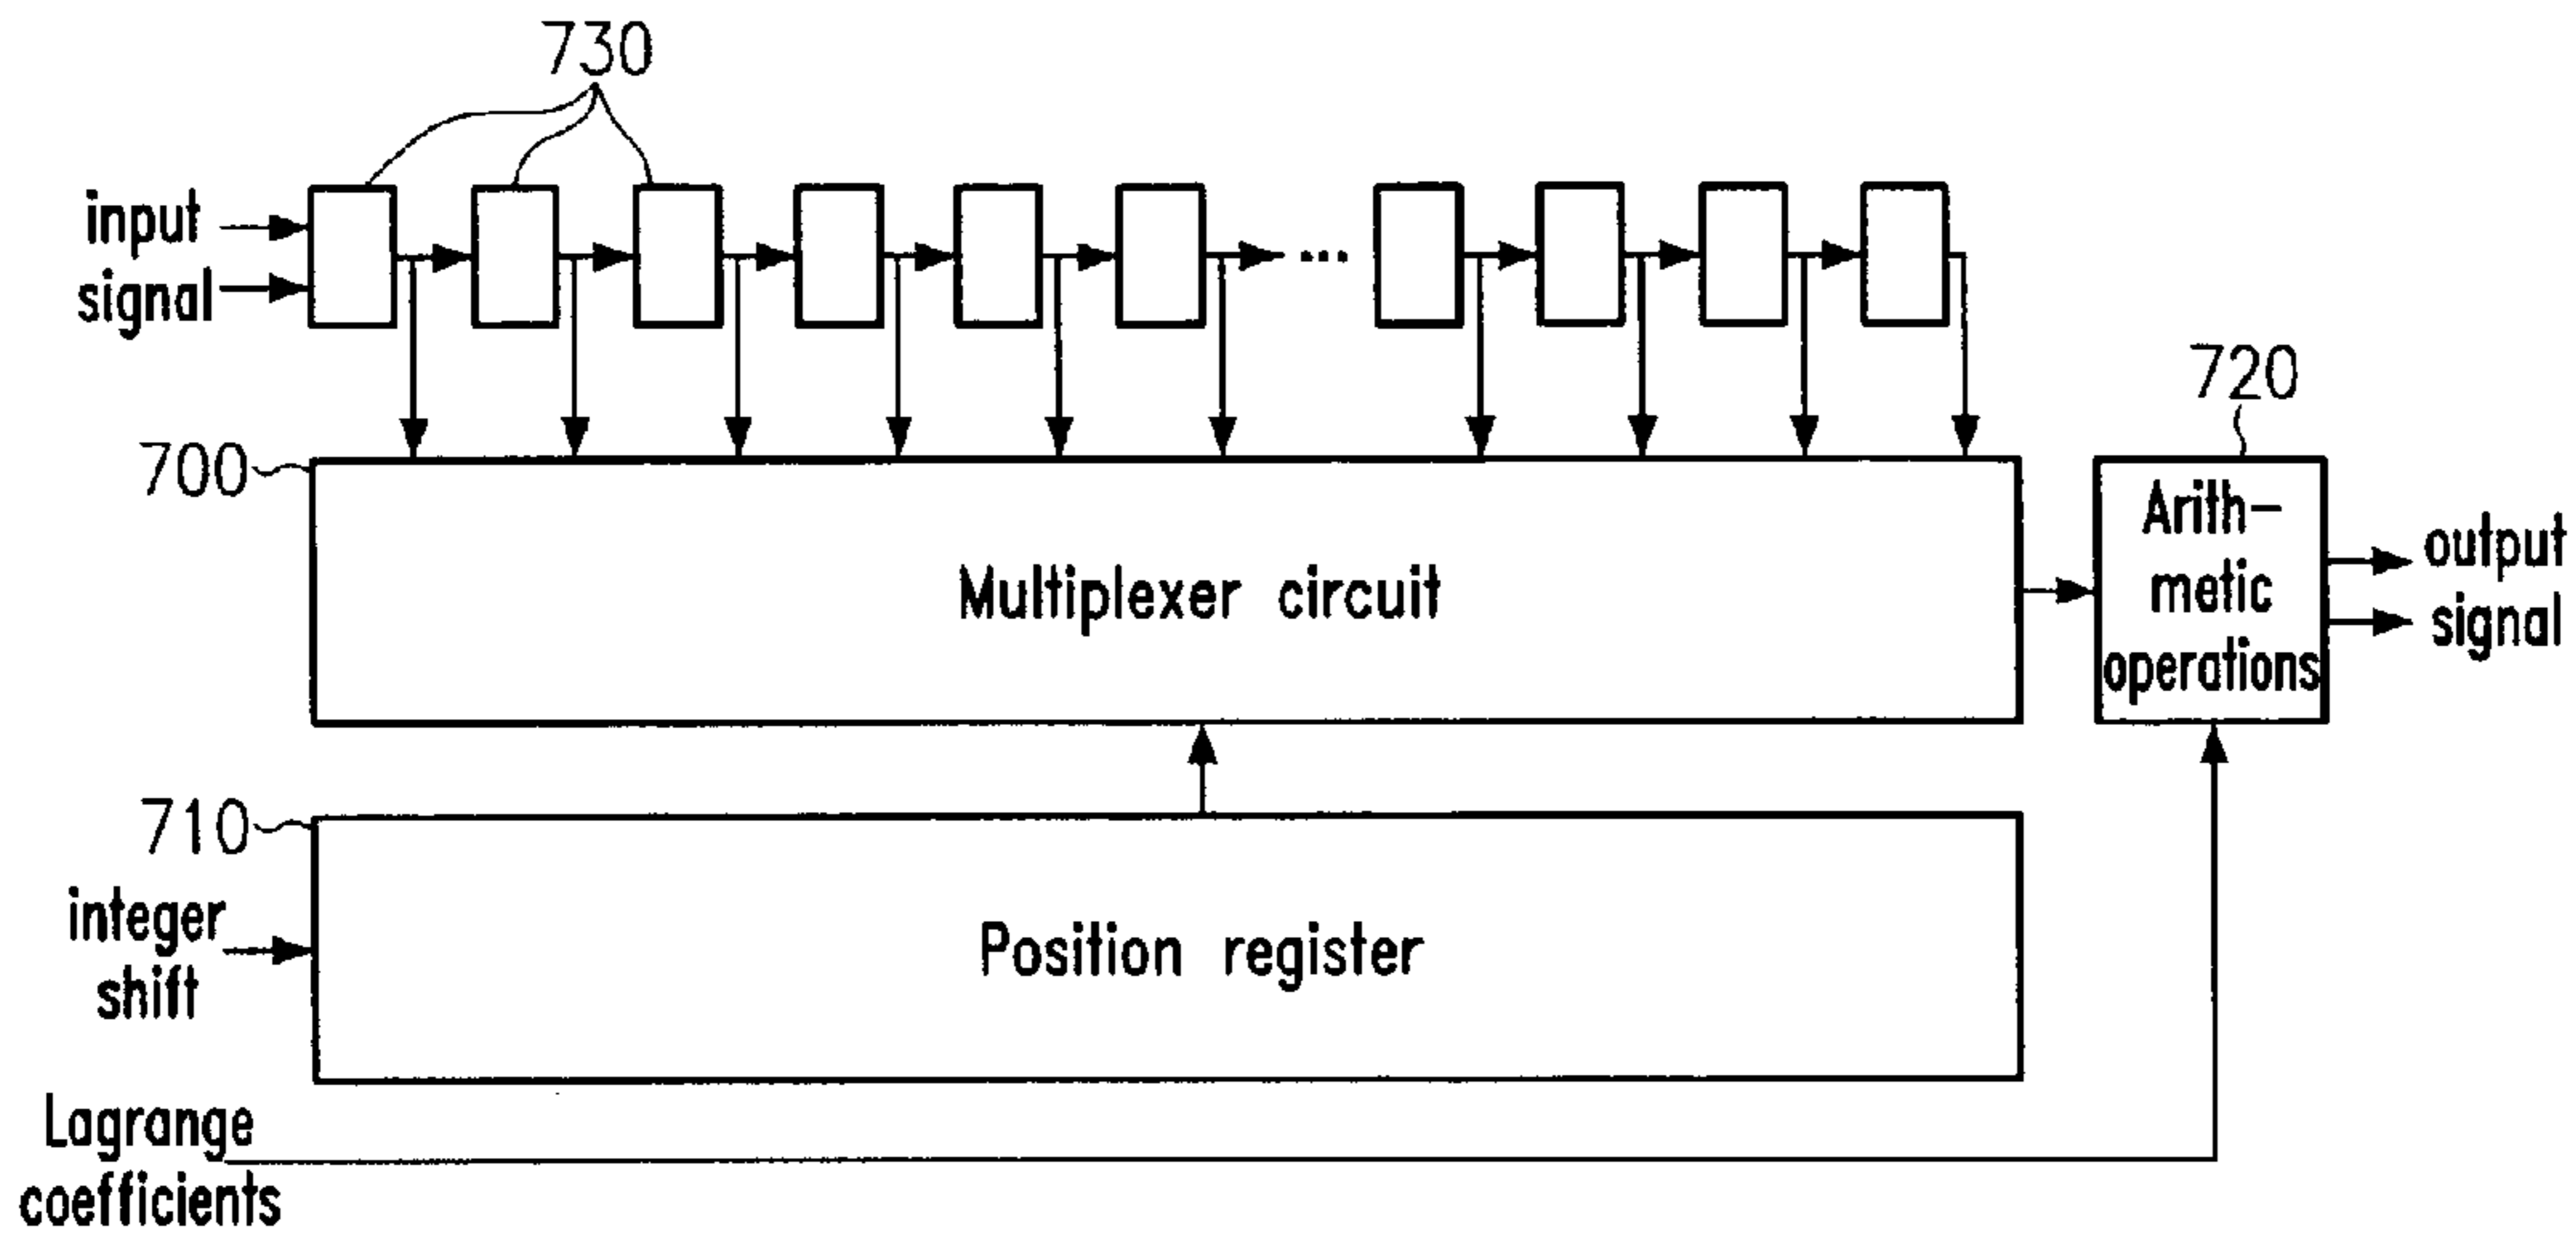 730
input
signal
...
720
700
Multiplexer circuit
Arith-
metic
operations
output
signal
710
integer
shift
Position register
Lagrange
coefficients